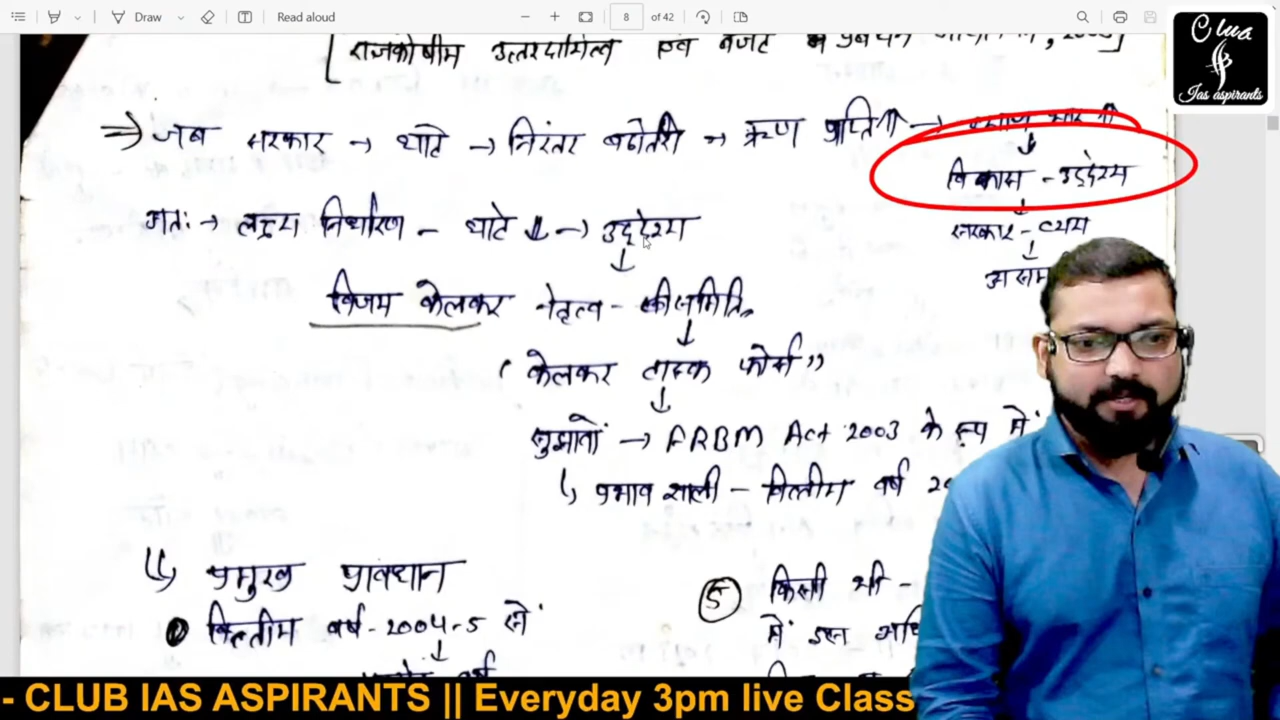 Draw
Read aloud
8 of 42
Clua
Ias aspirants
[राजकोषीय उत्तरदायित्व एवं बजट प्रबंधन
⇒ जब सरकार → घाटे → निरंतर बढोतरी → ऋण प्राप्ति →
विकास - उद्देश्य
अतः → लक्ष्य निर्धारण - घाटे ↓ → उद्देश्य
सरकार - व्यय
विजय केलकर नेतृत्व -
"केलकर टास्क फोर्स"
सुझावों → FRBM Act 2003 के रूप में
↳ प्रभावशाली - वित्तीय वर्ष
↳ प्रमुख प्रावधान
वित्तीय वर्ष - 2004-5 से
⑤ किसी भी -
में इस
- CLUB IAS ASPIRANTS || Everyday 3pm live Class